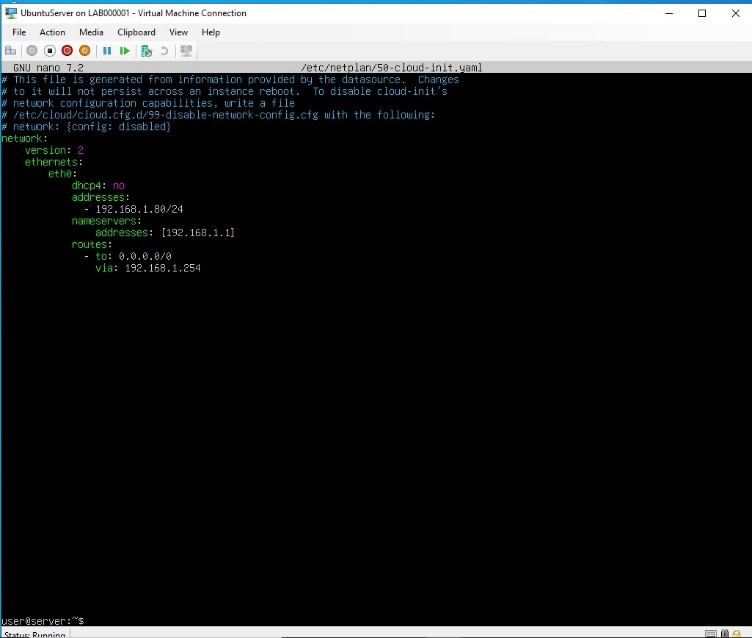 UbuntuServer on LAB000001 - Virtual Machine Connection
File Action Media Clipboard View Help
GNU nano 7.2 /etc/netplan/50-cloud-init.yaml
# This file is generated from information provided by the datasource.  Changes
# to it will not persist across an instance reboot.  To disable cloud-init's
# network configuration capabilities, write a file
# /etc/cloud/cloud.cfg.d/99-disable-network-config.cfg with the following:
# network: {config: disabled}
network:
    version: 2
    ethernets:
        eth0:
            dhcp4: no
            addresses:
              - 192.168.1.80/24
            nameservers:
                addresses: [192.168.1.1]
            routes:
              - to: 0.0.0.0/0
                via: 192.168.1.254
user@server:~$
Status: Running